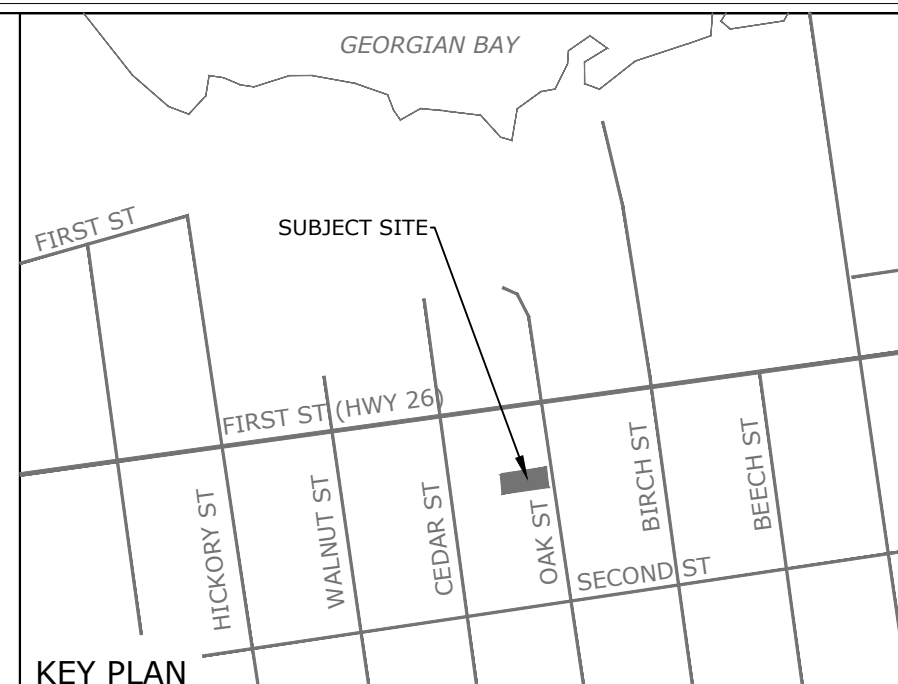 GEORGIAN BAY
FIRST ST
SUBJECT SITE
FIRST ST (HWY 26)
HICKORY ST
WALNUT ST
CEDAR ST
OAK ST
BIRCH ST
BEECH ST
SECOND ST
KEY PLAN